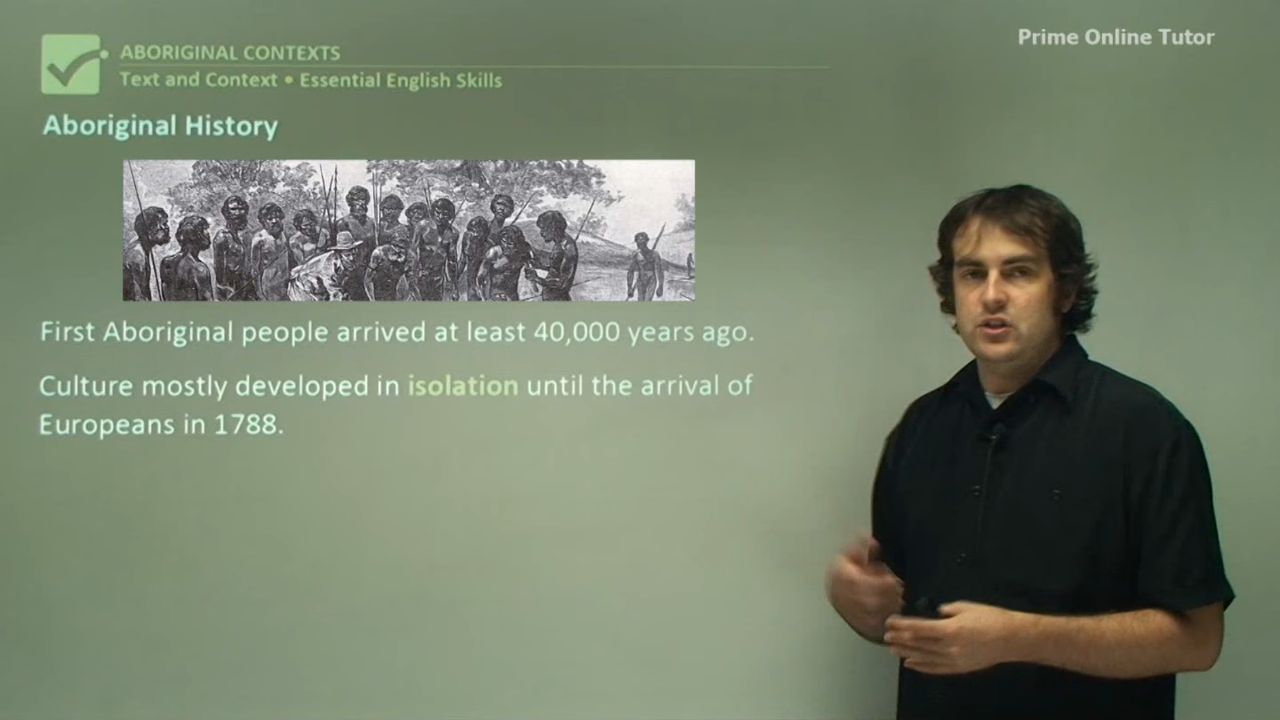 Prime Online Tutor
ABORIGINAL CONTEXTS
Text and Context • Essential English Skills
Aboriginal History
First Aboriginal people arrived at least 40,000 years ago.
Culture mostly developed in isolation until the arrival of
Europeans in 1788.